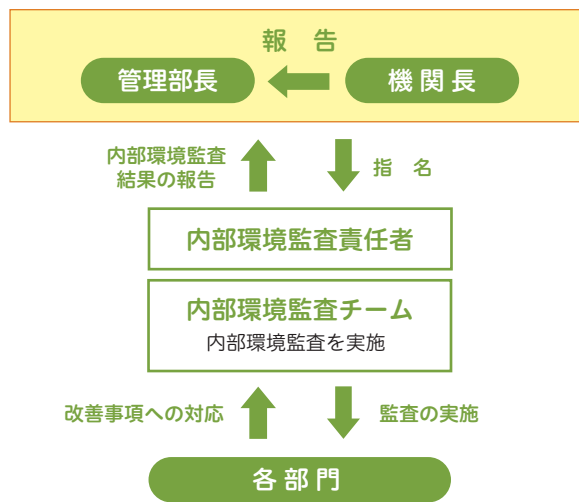 報　告
管理部長
機関長
内部環境監査
結果の報告
指　名
内部環境監査責任者
内部環境監査チーム
内部環境監査を実施
改善事項への対応
監査の実施
各部門